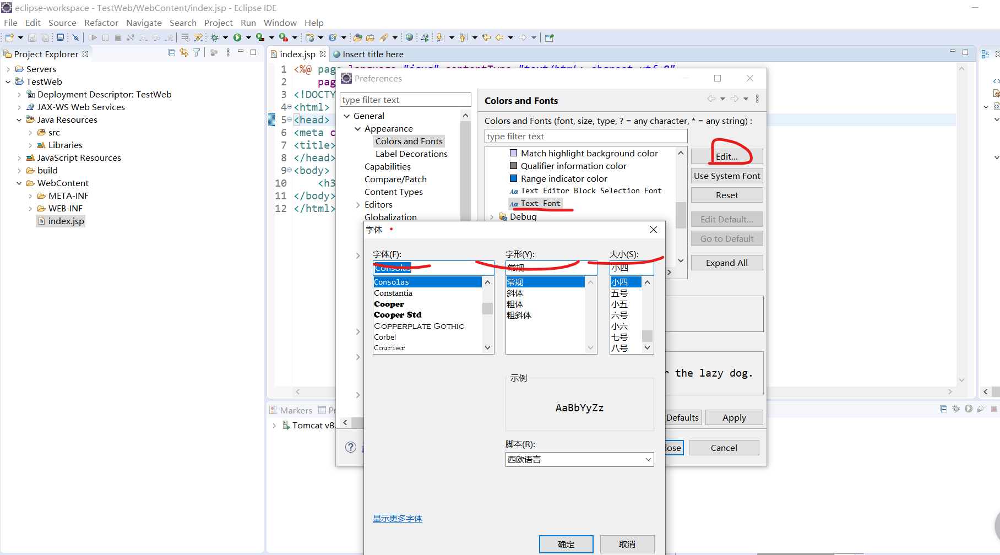 eclipse-workspace - TestWeb/WebContent/index.jsp - Eclipse IDE
File Edit Source Refactor Navigate Search Project Run Window Help
Project Explorer
Servers
TestWeb
Deployment Descriptor: TestWeb
JAX-WS Web Services
Java Resources
src
Libraries
JavaScript Resources
build
WebContent
META-INF
WEB-INF
index.jsp
index.jsp
Insert title here
1 <%@ page
2 pag
3 <!DOCTY
4 <html>
5 <head>
6 <meta c
7 <title>
8 </head>
9 <body>
10 <h3
11 </body>
12 </html>
Preferences
type filter text
General
Appearance
Colors and Fonts
Label Decorations
Capabilities
Compare/Patch
Content Types
Editors
Globalization
Colors and Fonts
Colors and Fonts (font, size, type, ? = any character, * = any string) :
type filter text
Match highlight background color
Qualifier information color
Range indicator color
Text Editor Block Selection Font
Text Font
Debug
Edit...
Use System Font
Reset
Edit Default...
Go to Default
Expand All
r the lazy dog.
Defaults
Apply
lose
Cancel
字体
字体(F):
Consolas
Consolas
Constantia
Cooper
Cooper Std
Copperplate Gothic
Corbel
Courier
字形(Y):
常规
常规
斜体
粗体
粗斜体
大小(S):
小四
小四
五号
小五
六号
小六
七号
八号
示例
AaBbYyZz
脚本(R):
西欧语言
显示更多字体
确定
取消
Markers
Pr
Tomcat v8.